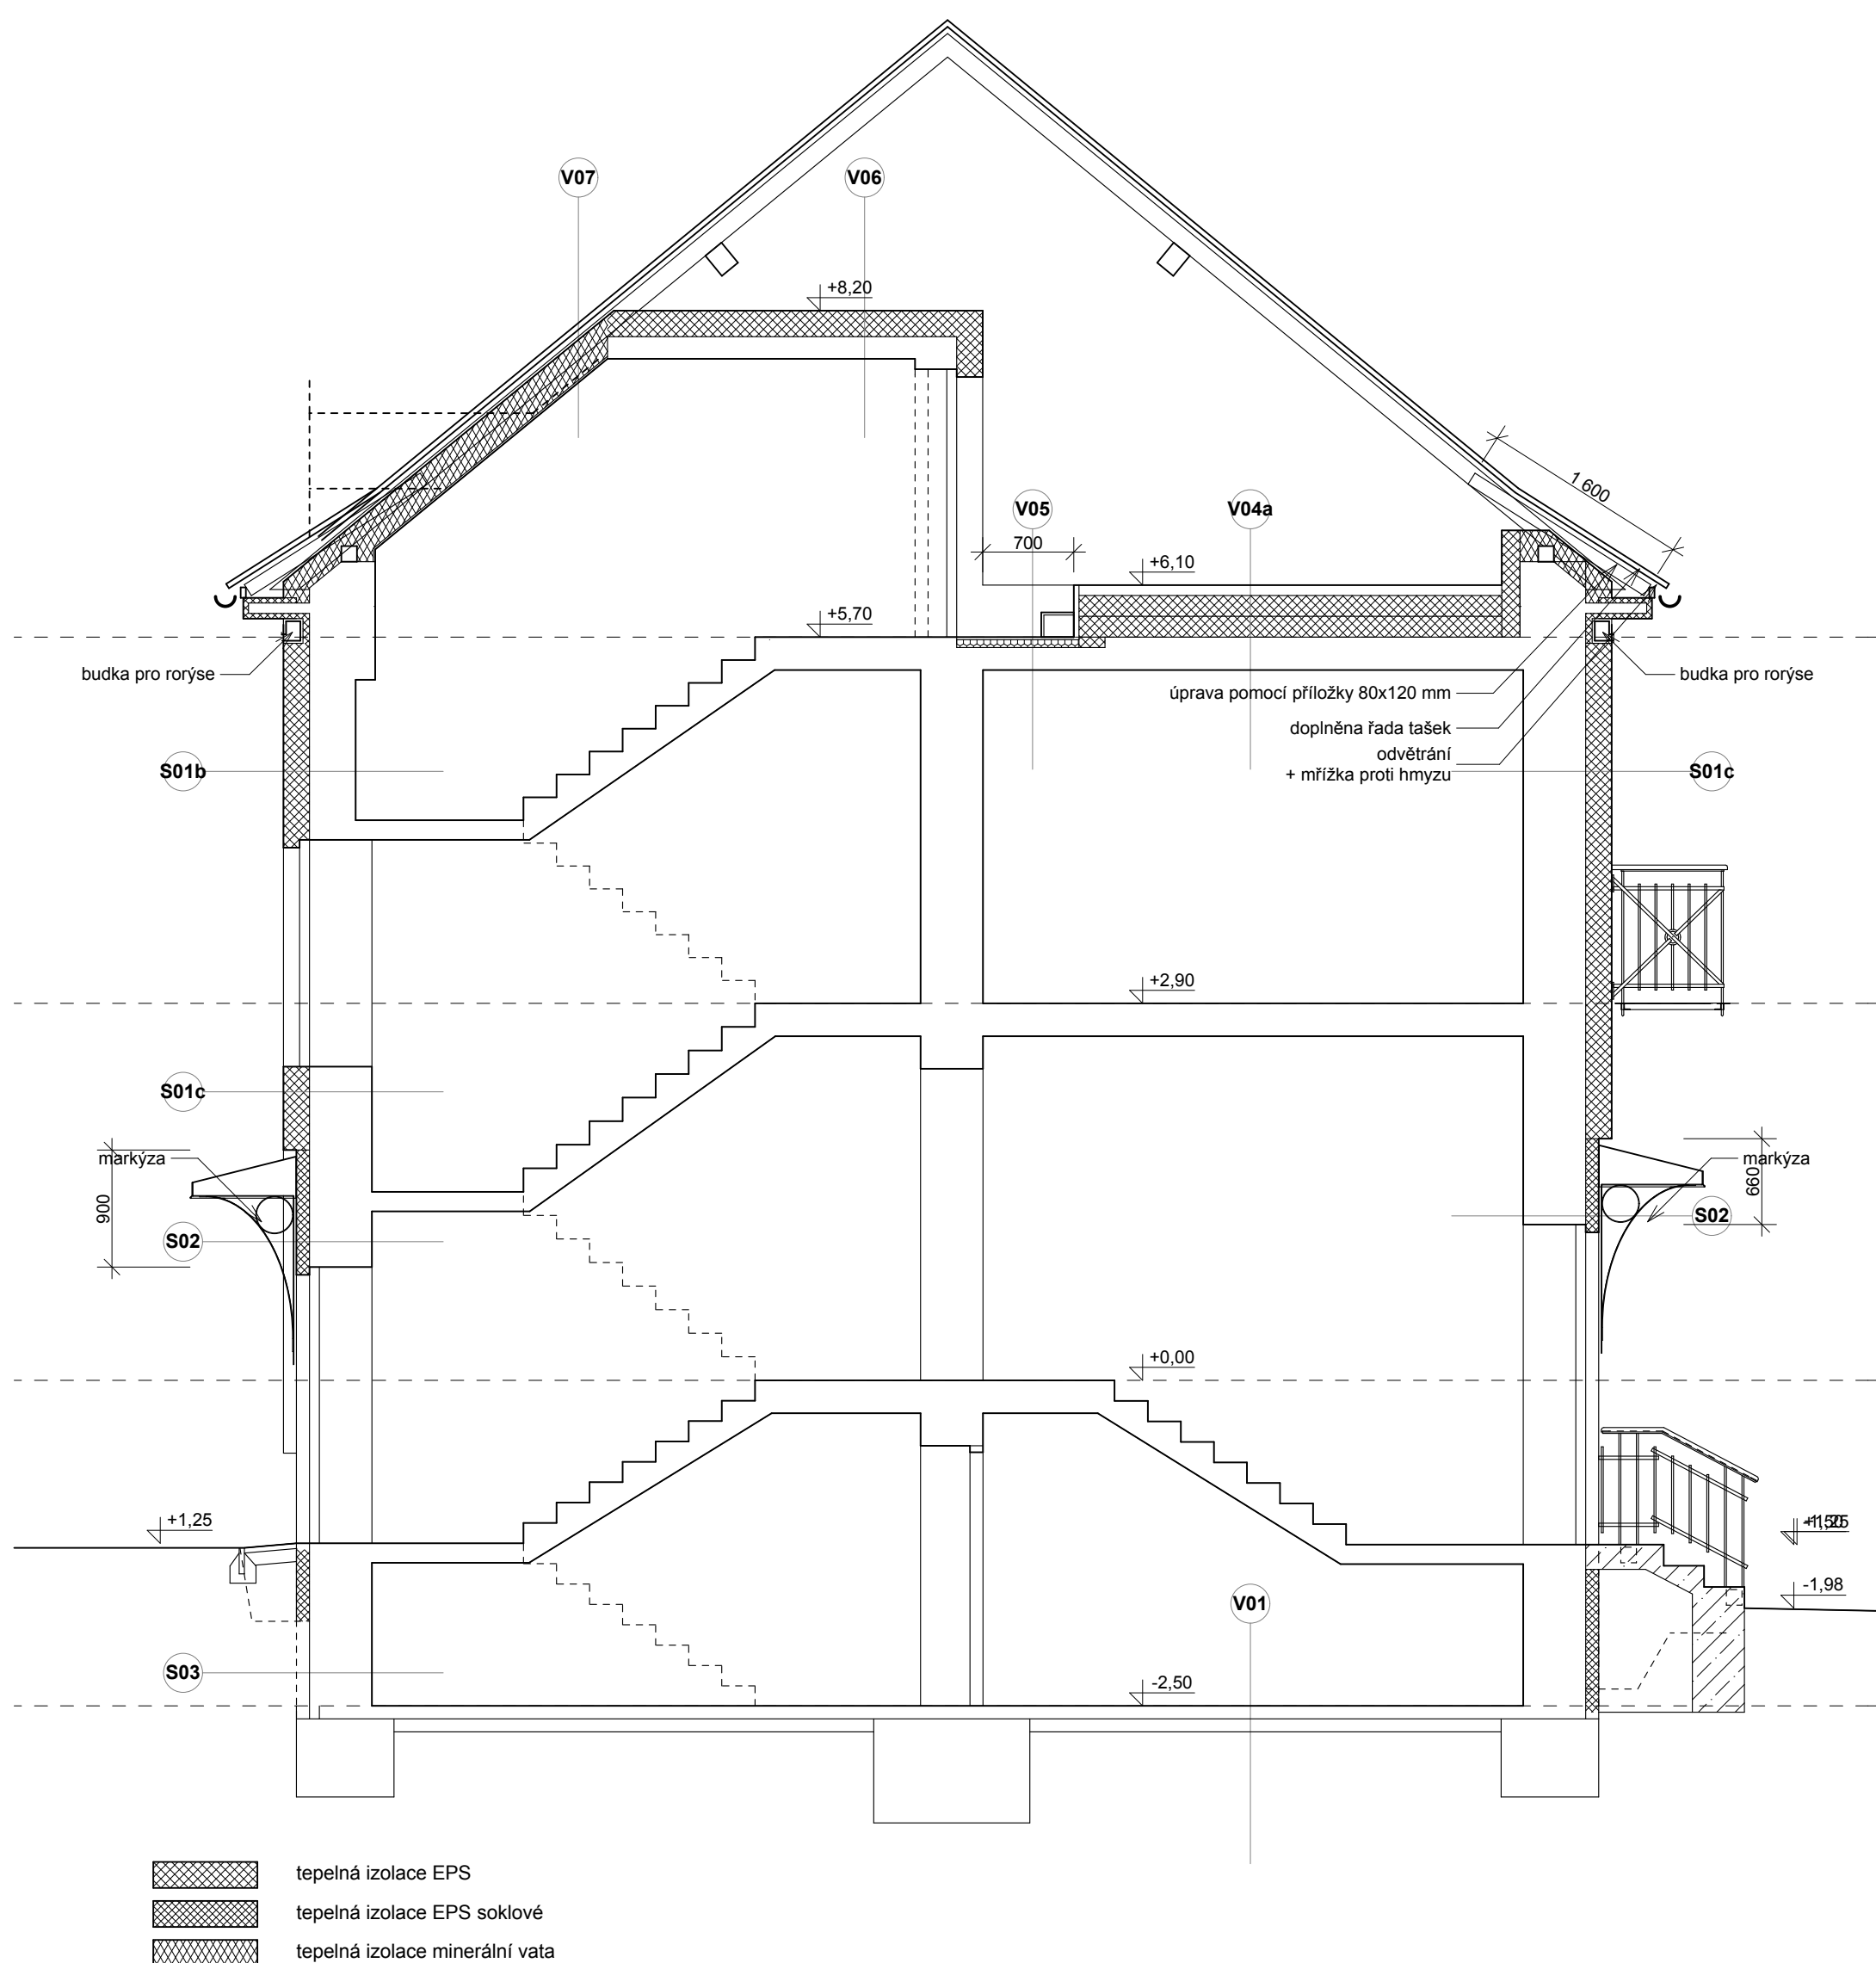 V07
V06
+8,20
1 600
V05
V04a
700
+6,10
+5,70
budka pro rorýse
budka pro rorýse
úprava pomocí příložky 80x120 mm
doplněna řada tašek
odvětrání
+ mřížka proti hmyzu
S01b
S01c
+2,90
S01c
markýza
markýza
900
660
S02
S02
+0,00
+1,25
-1,98
V01
S03
-2,50
tepelná izolace EPS
tepelná izolace EPS soklové
tepelná izolace minerální vata